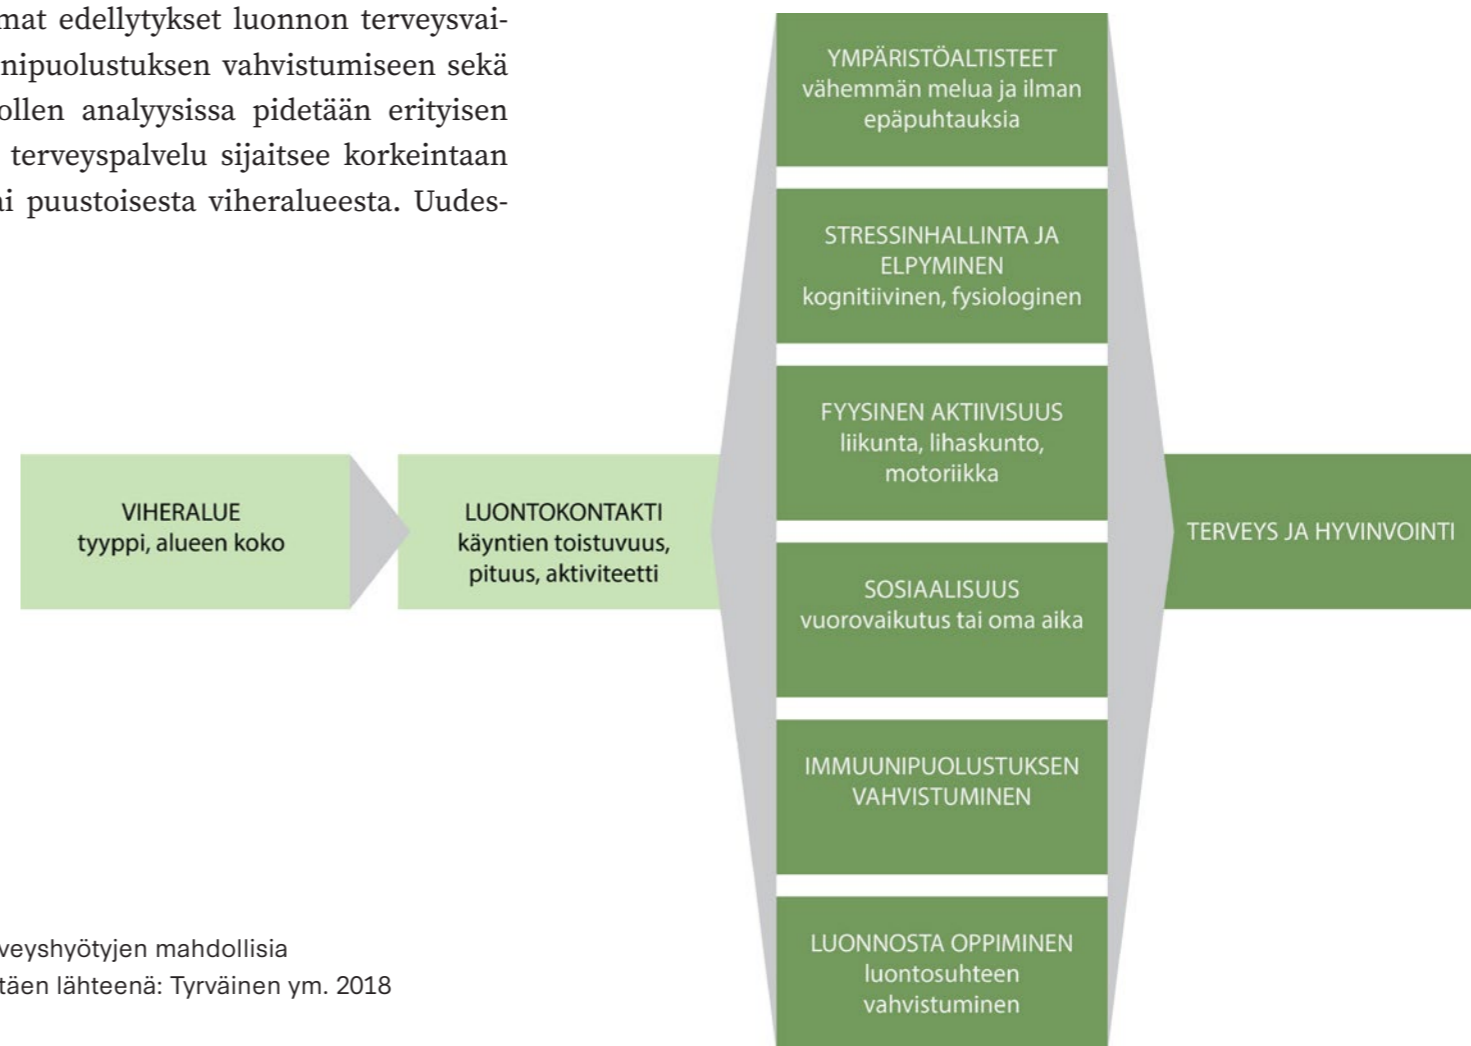 mat edellytykset luonnon terveysvai-
nipuolustuksen vahvistumiseen sekä
ollen analyysissa pidetään erityisen
terveyspalvelu sijaitsee korkeintaan
puustoisesta viheralueesta. Uudes-
VIHERALUE
tyyppi, alueen koko
LUONTOKONTAKTI
käyntien toistuvuus,
pituus, aktiviteetti
YMPÄRISTÖALTISTEET
vähemmän melua ja ilman
epäpuhtauksia
STRESSINHALLINTA JA
ELPYMINEN
kognitiivinen, fysiologinen
FYYSINEN AKTIIVISUUS
liikunta, lihaskunto,
motoriikka
SOSIAALISUUS
vuorovaikutus tai oma aika
IMMUUNIPUOLUSTUKSEN
VAHVISTUMINEN
LUONNOSTA OPPIMINEN
luontosuhteen
vahvistuminen
TERVEYS JA HYVINVOINTI
veyshyötyjen mahdollisia
täen lähteenä: Tyrväinen ym. 2018